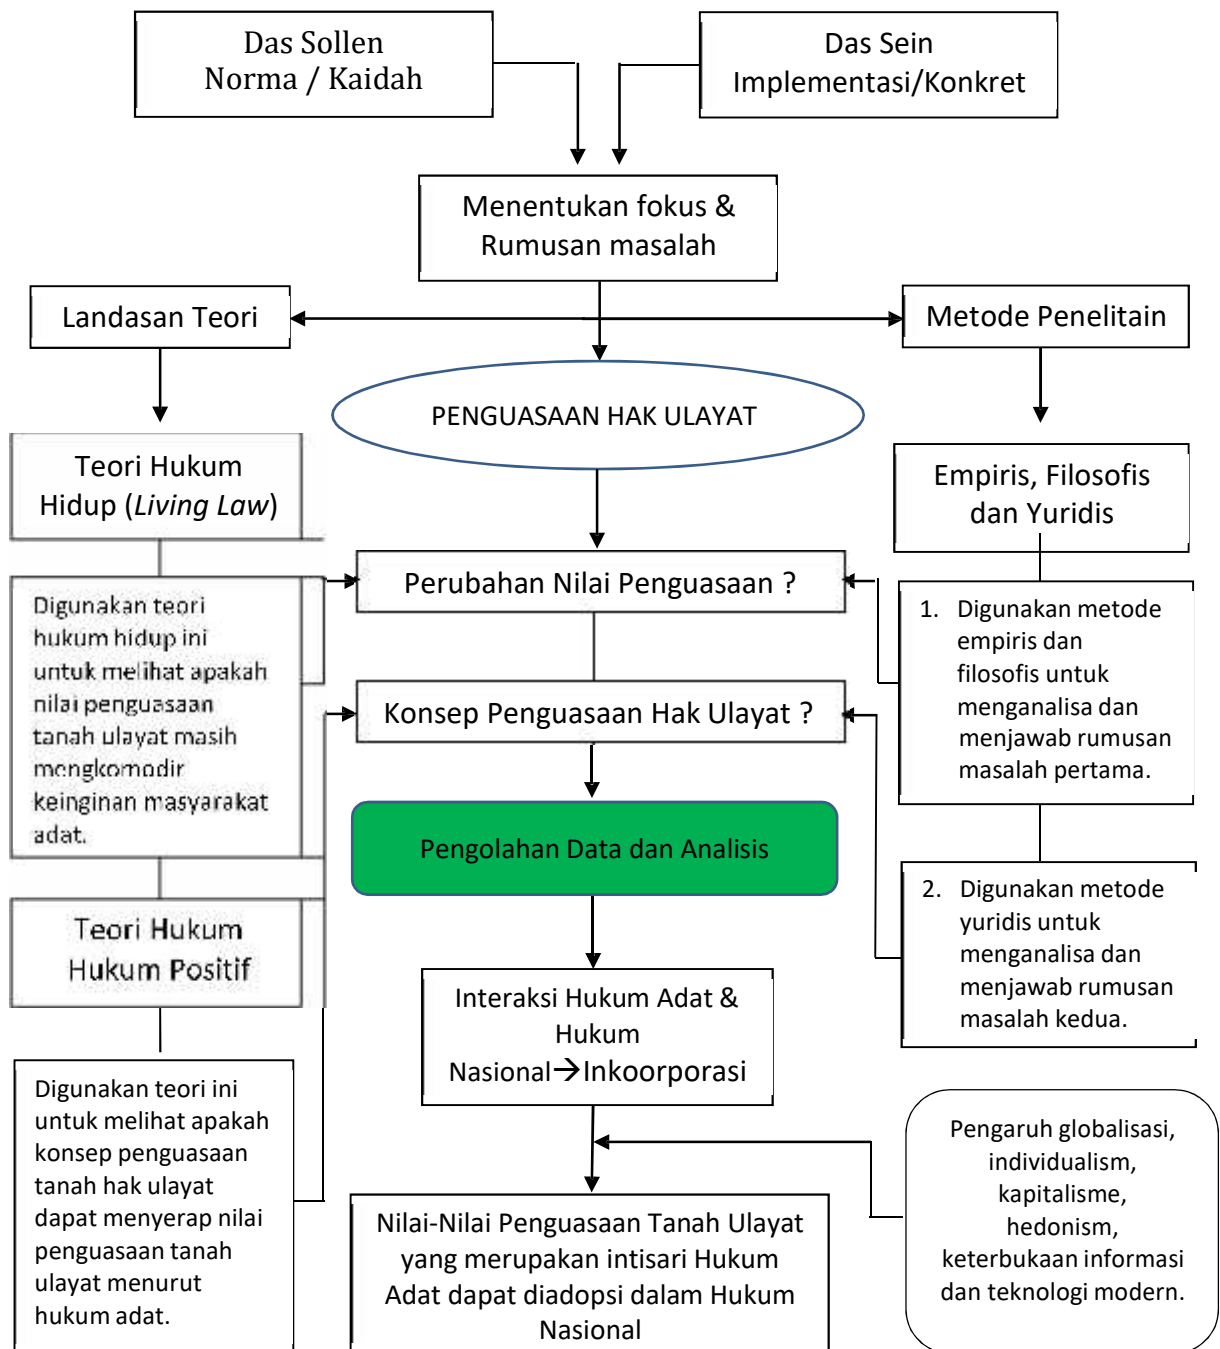 Das Sollen
Norma / Kaidah
Das Sein
Implementasi/Konkret
Menentukan fokus &
Rumusan masalah
Landasan Teori
Metode Penelitain
PENGUASAAN HAK ULAYAT
Teori Hukum
Hidup (Living Law)
Empiris, Filosofis
dan Yuridis
Perubahan Nilai Penguasaan ?
Digunakan teori
hukum hidup ini
untuk melihat apakah
nilai penguasaan
tanah ulayat masih
mengkomodir
keinginan masyarakat
adat.
1. Digunakan metode
empiris dan
filosofis untuk
menganalisa dan
menjawab rumusan
masalah pertama.
Konsep Penguasaan Hak Ulayat ?
Pengolahan Data dan Analisis
Teori Hukum
Hukum Positif
2. Digunakan metode
yuridis untuk
menganalisa dan
menjawab rumusan
masalah kedua.
Interaksi Hukum Adat &
Hukum
Nasional→Inkoorporasi
Digunakan teori ini
untuk melihat apakah
konsep penguasaan
tanah hak ulayat
dapat menyerap nilai
penguasaan tanah
ulayat menurut
hukum adat.
Pengaruh globalisasi,
individualism,
kapitalisme,
hedonism,
keterbukaan informasi
dan teknologi modern.
Nilai-Nilai Penguasaan Tanah Ulayat
yang merupakan intisari Hukum
Adat dapat diadopsi dalam Hukum
Nasional